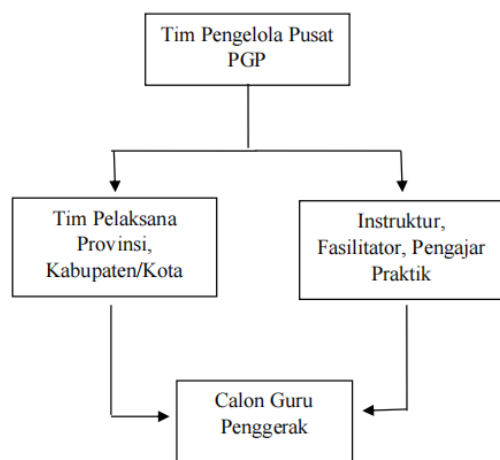 Tim Pengelola Pusat
PGP
Tim Pelaksana
Provinsi,
Kabupaten/Kota
Instruktur,
Fasilitator, Pengajar
Praktik
Calon Guru
Penggerak